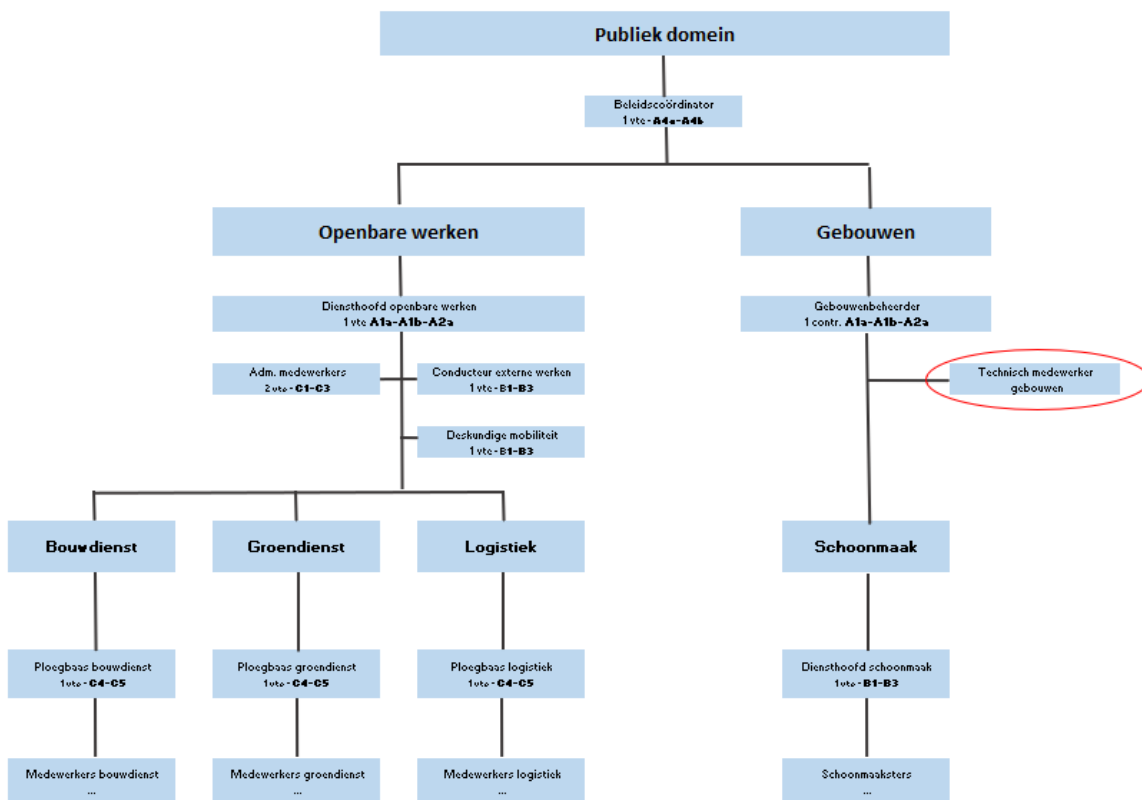 Publiek domein
Beleidscoördinator
1 vte - A4a-A4b
Openbare werken
Gebouwen
Diensthoofd openbare werken
1 vte A1a-A1b-A2a
Gebouwenbeheerder
1 contr. A1a-A1b-A2a
Adm. medewerkers
2 vte - C1-C3
Conducteur externe werken
1 vte - B1-B3
Technisch medewerker
gebouwen
Deskundige mobiliteit
1 vte - B1-B3
Bouwdienst
Groendienst
Logistiek
Schoonmaak
Ploegbaas bouwdienst
1 vte - C4-C5
Ploegbaas groendienst
1 vte - C4-C5
Ploegbaas logistiek
1 vte - C4-C5
Diensthoofd schoonmaak
1 vte - B1-B3
Medewerkers bouwdienst
...
Medewerkers groendienst
...
Medewerkers logistiek
...
Schoonmaaksters
...